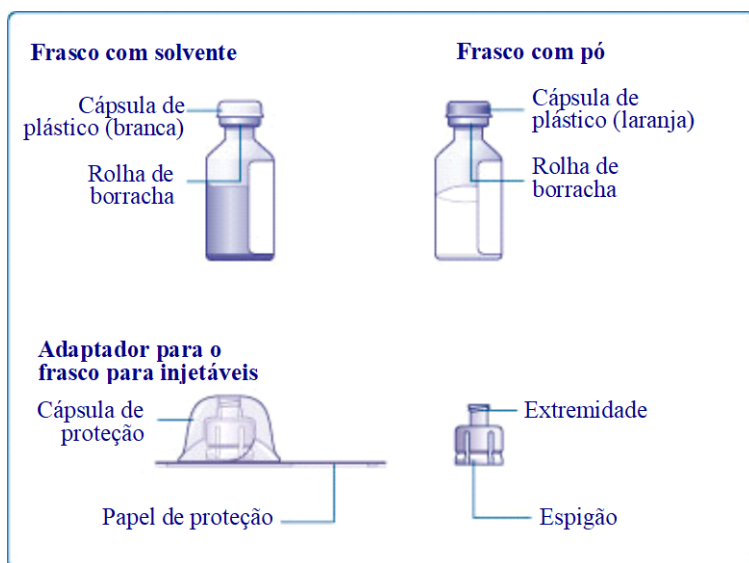 Frasco com solvente
Cápsula de
plástico (branca)
Rolha de
borracha
Frasco com pó
Cápsula de
plástico (laranja)
Rolha de
borracha
Adaptador para o
frasco para injetáveis
Cápsula de
proteção
Papel de proteção
Extremidade
Espigão